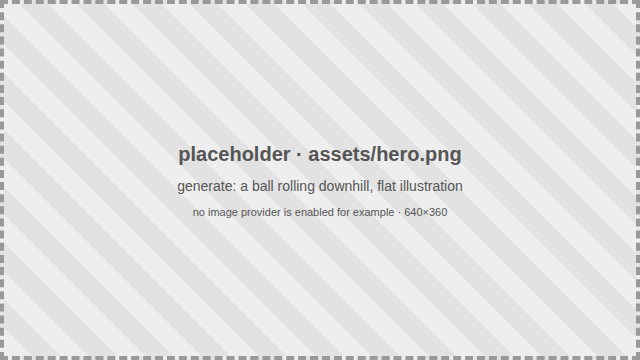 placeholder · assets/hero.png
generate: a ball rolling downhill, flat illustration
no image provider is enabled for example · 640×360